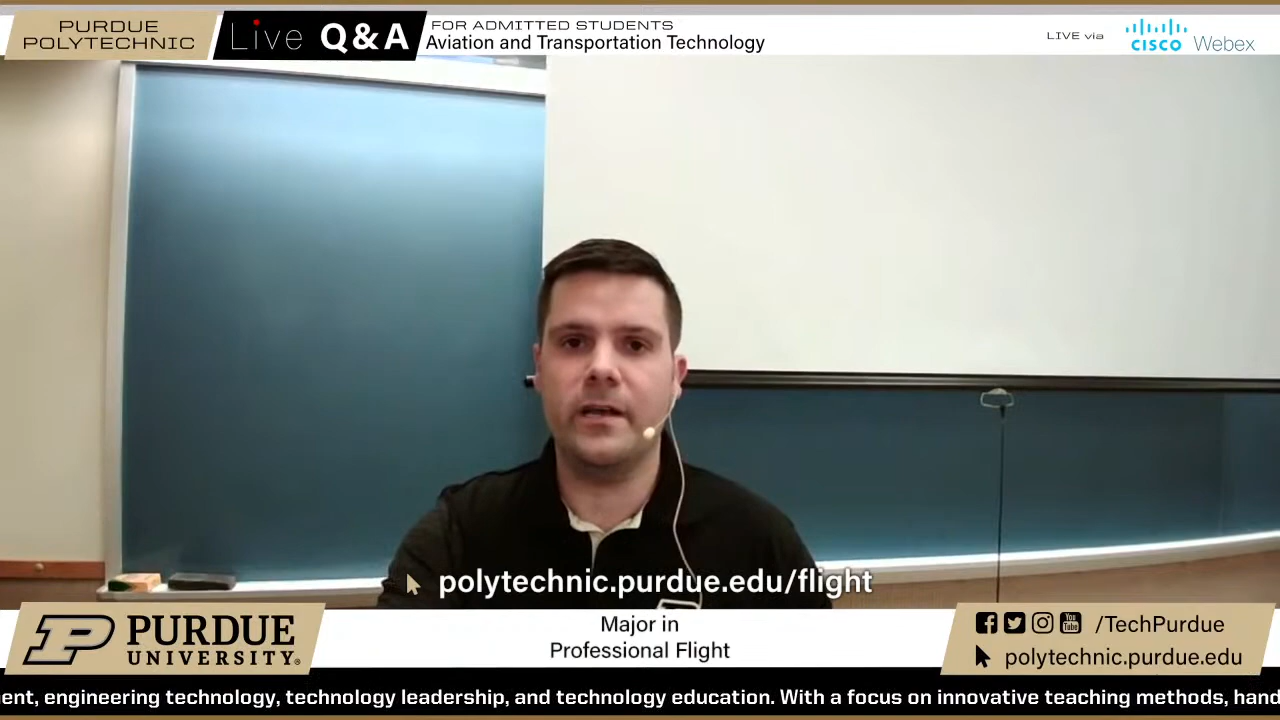 PURDUE
POLYTECHNIC
Live Q&A
FOR ADMITTED STUDENTS
Aviation and Transportation Technology
LIVE via
CISCO Webex
polytechnic.purdue.edu/flight
P PURDUE
UNIVERSITY®
Major in
Professional Flight
You Tube /TechPurdue
polytechnic.purdue.edu
ent, engineering technology, technology leadership, and technology education. With a focus on innovative teaching methods, hand